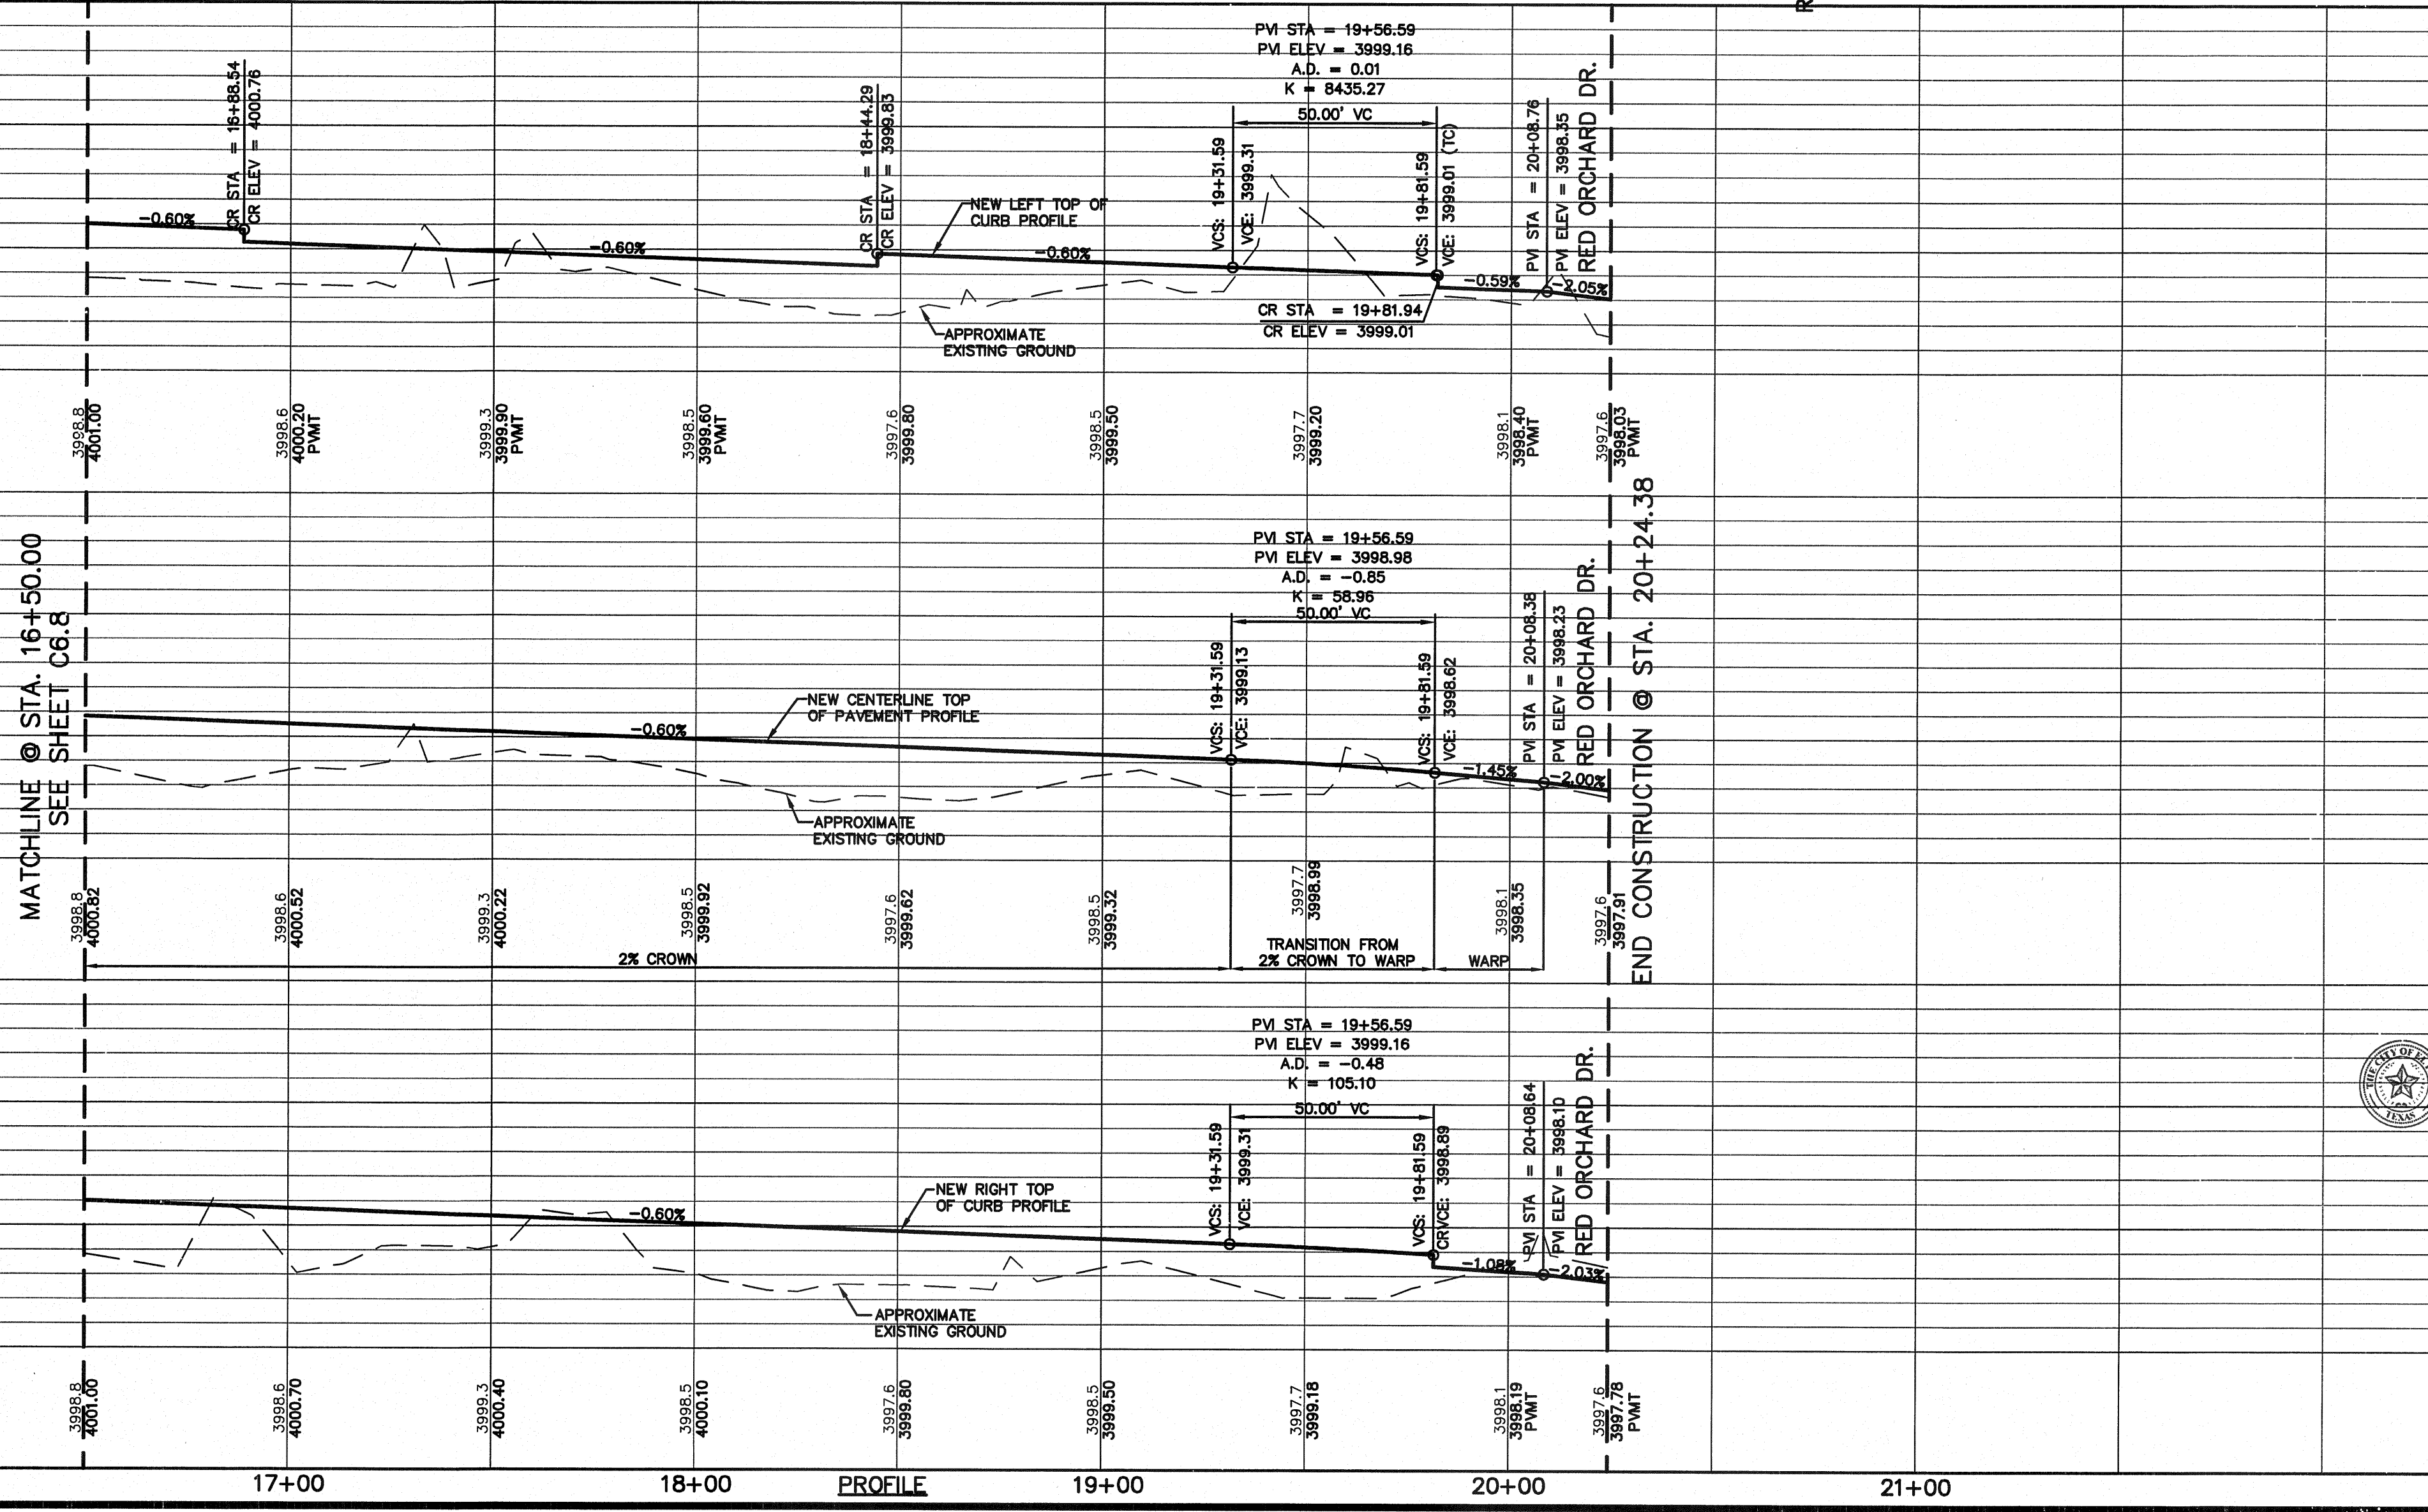 R
PVI STA = 19+56.59
PVI ELEV = 3999.16
A.D. = 0.01
K = 8435.27
50.00' VC
CR STA = 16+88.54
CR ELEV = 4000.76
CR STA = 18+44.29
CR ELEV = 3999.83
VCS: 19+31.59
VCE: 3999.31
VCS: 19+81.59
VCE: 3999.01 (TC)
PVI STA = 20+08.76
PVI ELEV = 3998.35
RED ORCHARD DR.
-0.60%
-0.60%
-0.60%
-0.59%
-2.05%
NEW LEFT TOP OF
CURB PROFILE
CR STA = 19+81.94
CR ELEV = 3999.01
APPROXIMATE
EXISTING GROUND
3998.8
4001.00
3998.6
4000.20
PVMT
3999.3
3999.90
PVMT
3998.5
3999.60
PVMT
3997.6
3999.80
3998.5
3999.50
3997.7
3999.20
3998.1
3998.40
PVMT
3997.6
3998.03
PVMT
MATCHLINE @ STA. 16+50.00
SEE SHEET C6.8
END CONSTRUCTION @ STA. 20+24.38
PVI STA = 19+56.59
PVI ELEV = 3998.98
A.D. = -0.85
K = 58.96
50.00' VC
VCS: 19+31.59
VCE: 3999.13
VCS: 19+81.59
VCE: 3998.62
PVI STA = 20+08.38
PVI ELEV = 3998.23
RED ORCHARD DR.
NEW CENTERLINE TOP
OF PAVEMENT PROFILE
-0.60%
-1.45%
-2.00%
APPROXIMATE
EXISTING GROUND
3998.8
4000.82
3998.6
4000.52
3999.3
4000.22
3998.5
3999.92
3997.6
3999.62
3998.5
3999.32
3997.7
3998.99
3998.1
3998.35
3997.6
3997.91
2% CROWN
TRANSITION FROM
2% CROWN TO WARP
WARP
PVI STA = 19+56.59
PVI ELEV = 3999.16
A.D. = -0.48
K = 105.10
50.00' VC
VCS: 19+31.59
VCE: 3999.31
VCS: 19+81.59
CRVCE: 3998.89
PVI STA = 20+08.64
PVI ELEV = 3998.10
RED ORCHARD DR.
NEW RIGHT TOP
OF CURB PROFILE
-0.60%
-1.08%
-2.03%
APPROXIMATE
EXISTING GROUND
3998.8
4001.00
3998.6
4000.70
3999.3
4000.40
3998.5
4000.10
3997.6
3999.80
3998.5
3999.50
3997.7
3999.18
3998.1
3998.19
PVMT
3997.6
3997.78
PVMT
THE CITY OF EL
TEXAS
17+00
18+00
PROFILE
19+00
20+00
21+00